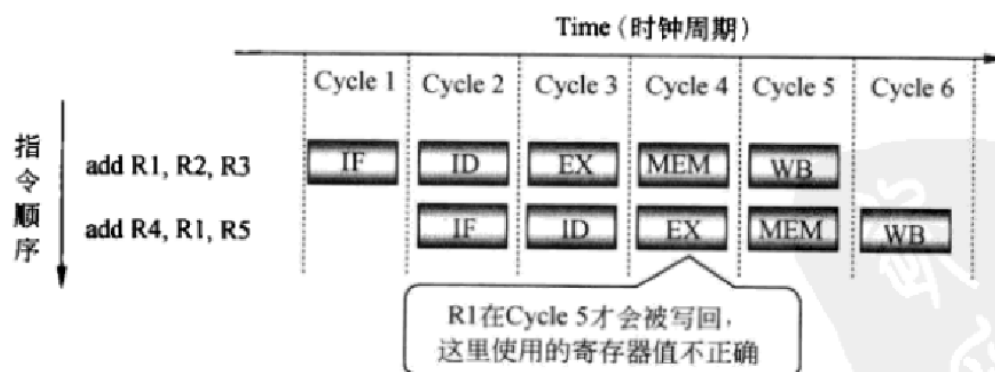 Time (时钟周期)
Cycle 1 Cycle 2 Cycle 3 Cycle 4 Cycle 5 Cycle 6
指令顺序
add R1, R2, R3 IF ID EX MEM WB
add R4, R1, R5 IF ID EX MEM WB
R1在Cycle 5才会被写回，
这里使用的寄存器值不正确